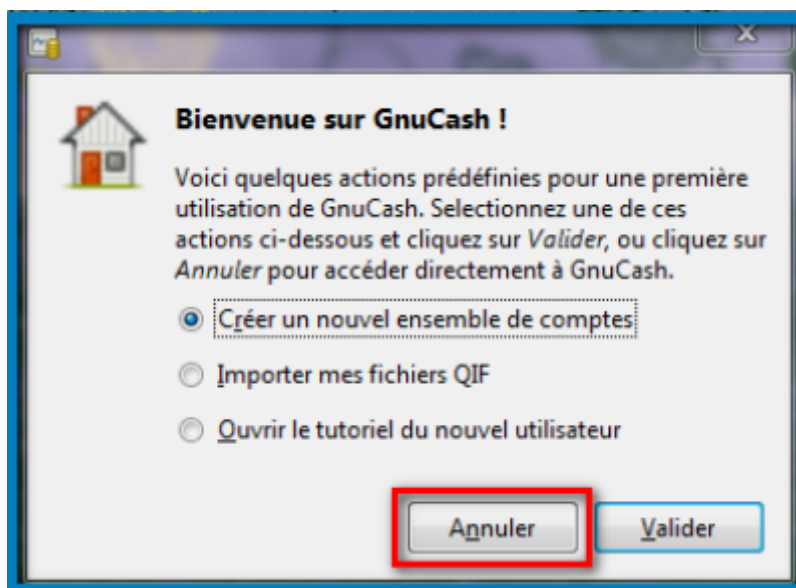 Bienvenue sur GnuCash !
Voici quelques actions prédéfinies pour une première
utilisation de GnuCash. Selectionnez une de ces
actions ci-dessous et cliquez sur Valider, ou cliquez sur
Annuler pour accéder directement à GnuCash.
Créer un nouvel ensemble de comptes
Importer mes fichiers QIF
Ouvrir le tutoriel du nouvel utilisateur
Annuler Valider